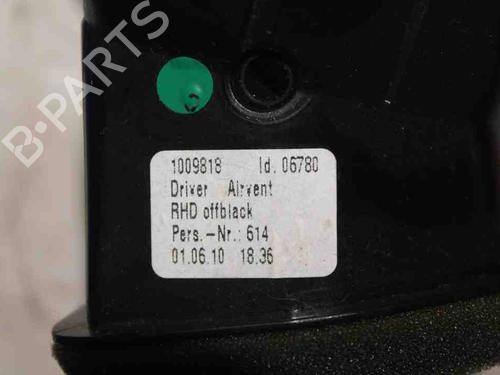 B-PARTS
1009818 Id. 06780
Driver Airvent
RHD offblack
Pers.-Nr.: 614
01.06.10 18.36